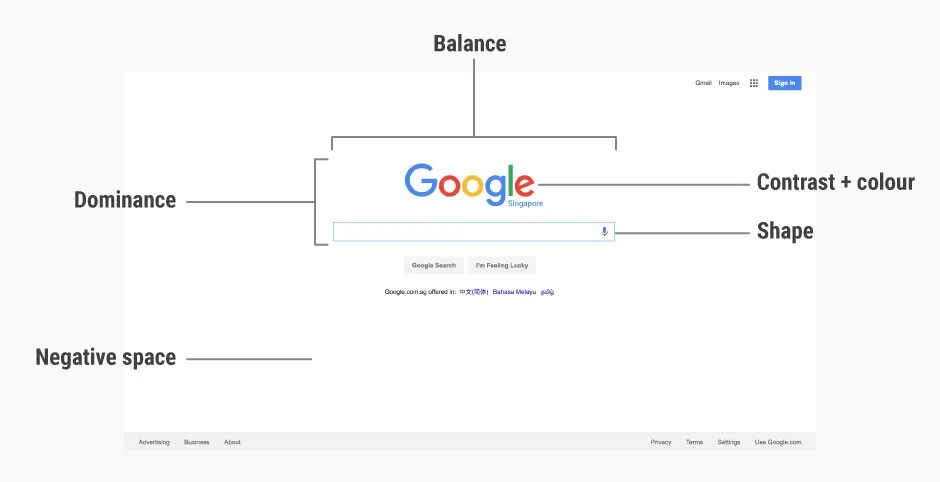 Balance
Gmail Images Sign in
Dominance
Google
Singapore
Contrast + colour
Shape
Google Search I'm Feeling Lucky
Google.com.sg offered in: 中文(简体) Bahasa Melayu தமிழ்
Negative space
Advertising Business About Privacy Terms Settings Use Google.com